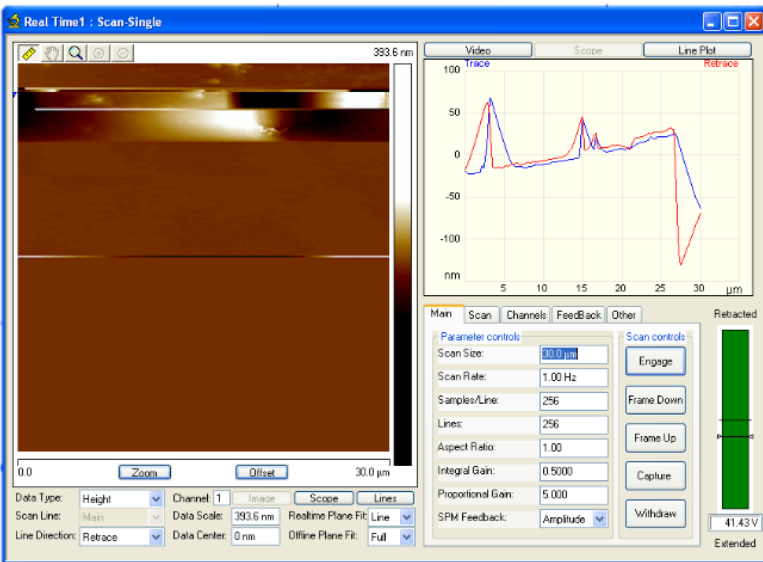 Real Time1 : Scan-Single
393.6 nm
Video Scope Line Plot
Trace Retrace
100
50
0
-50
-100
nm
5 10 15 20 25 30 µm
0.0 Zoom Offset 30.0 µm
Data Type: Height Channel: 1 Image Scope Lines
Scan Line: Main Data Scale: 393.6 nm Realtime Plane Fit: Line
Line Direction: Retrace Data Center: 0 nm Offline Plane Fit: Full
Main Scan Channels FeedBack Other
Parameter controls
Scan Size: 30.0 µm
Scan Rate: 1.00 Hz
Samples/Line: 256
Lines: 256
Aspect Ratio: 1.00
Integral Gain: 0.5000
Proportional Gain: 5.000
SPM Feedback: Amplitude
Scan controls
Engage
Frame Down
Frame Up
Capture
Withdraw
Retracted
41.43 V
Extended